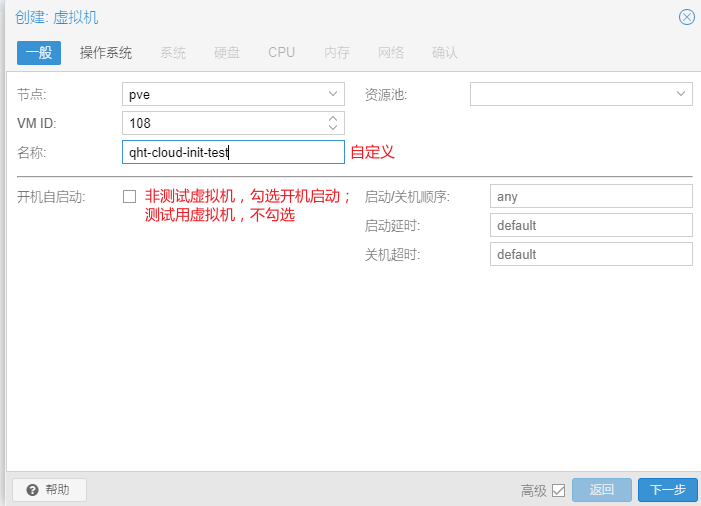 创建: 虚拟机
一般 操作系统 系统 硬盘 CPU 内存 网络 确认
节点: pve 资源池:
VM ID: 108
名称: qht-cloud-init-test 自定义
开机自启动: 非测试虚拟机，勾选开机启动； 启动/关机顺序: any
测试用虚拟机，不勾选
启动延时: default
关机超时: default
帮助 高级 返回 下一步